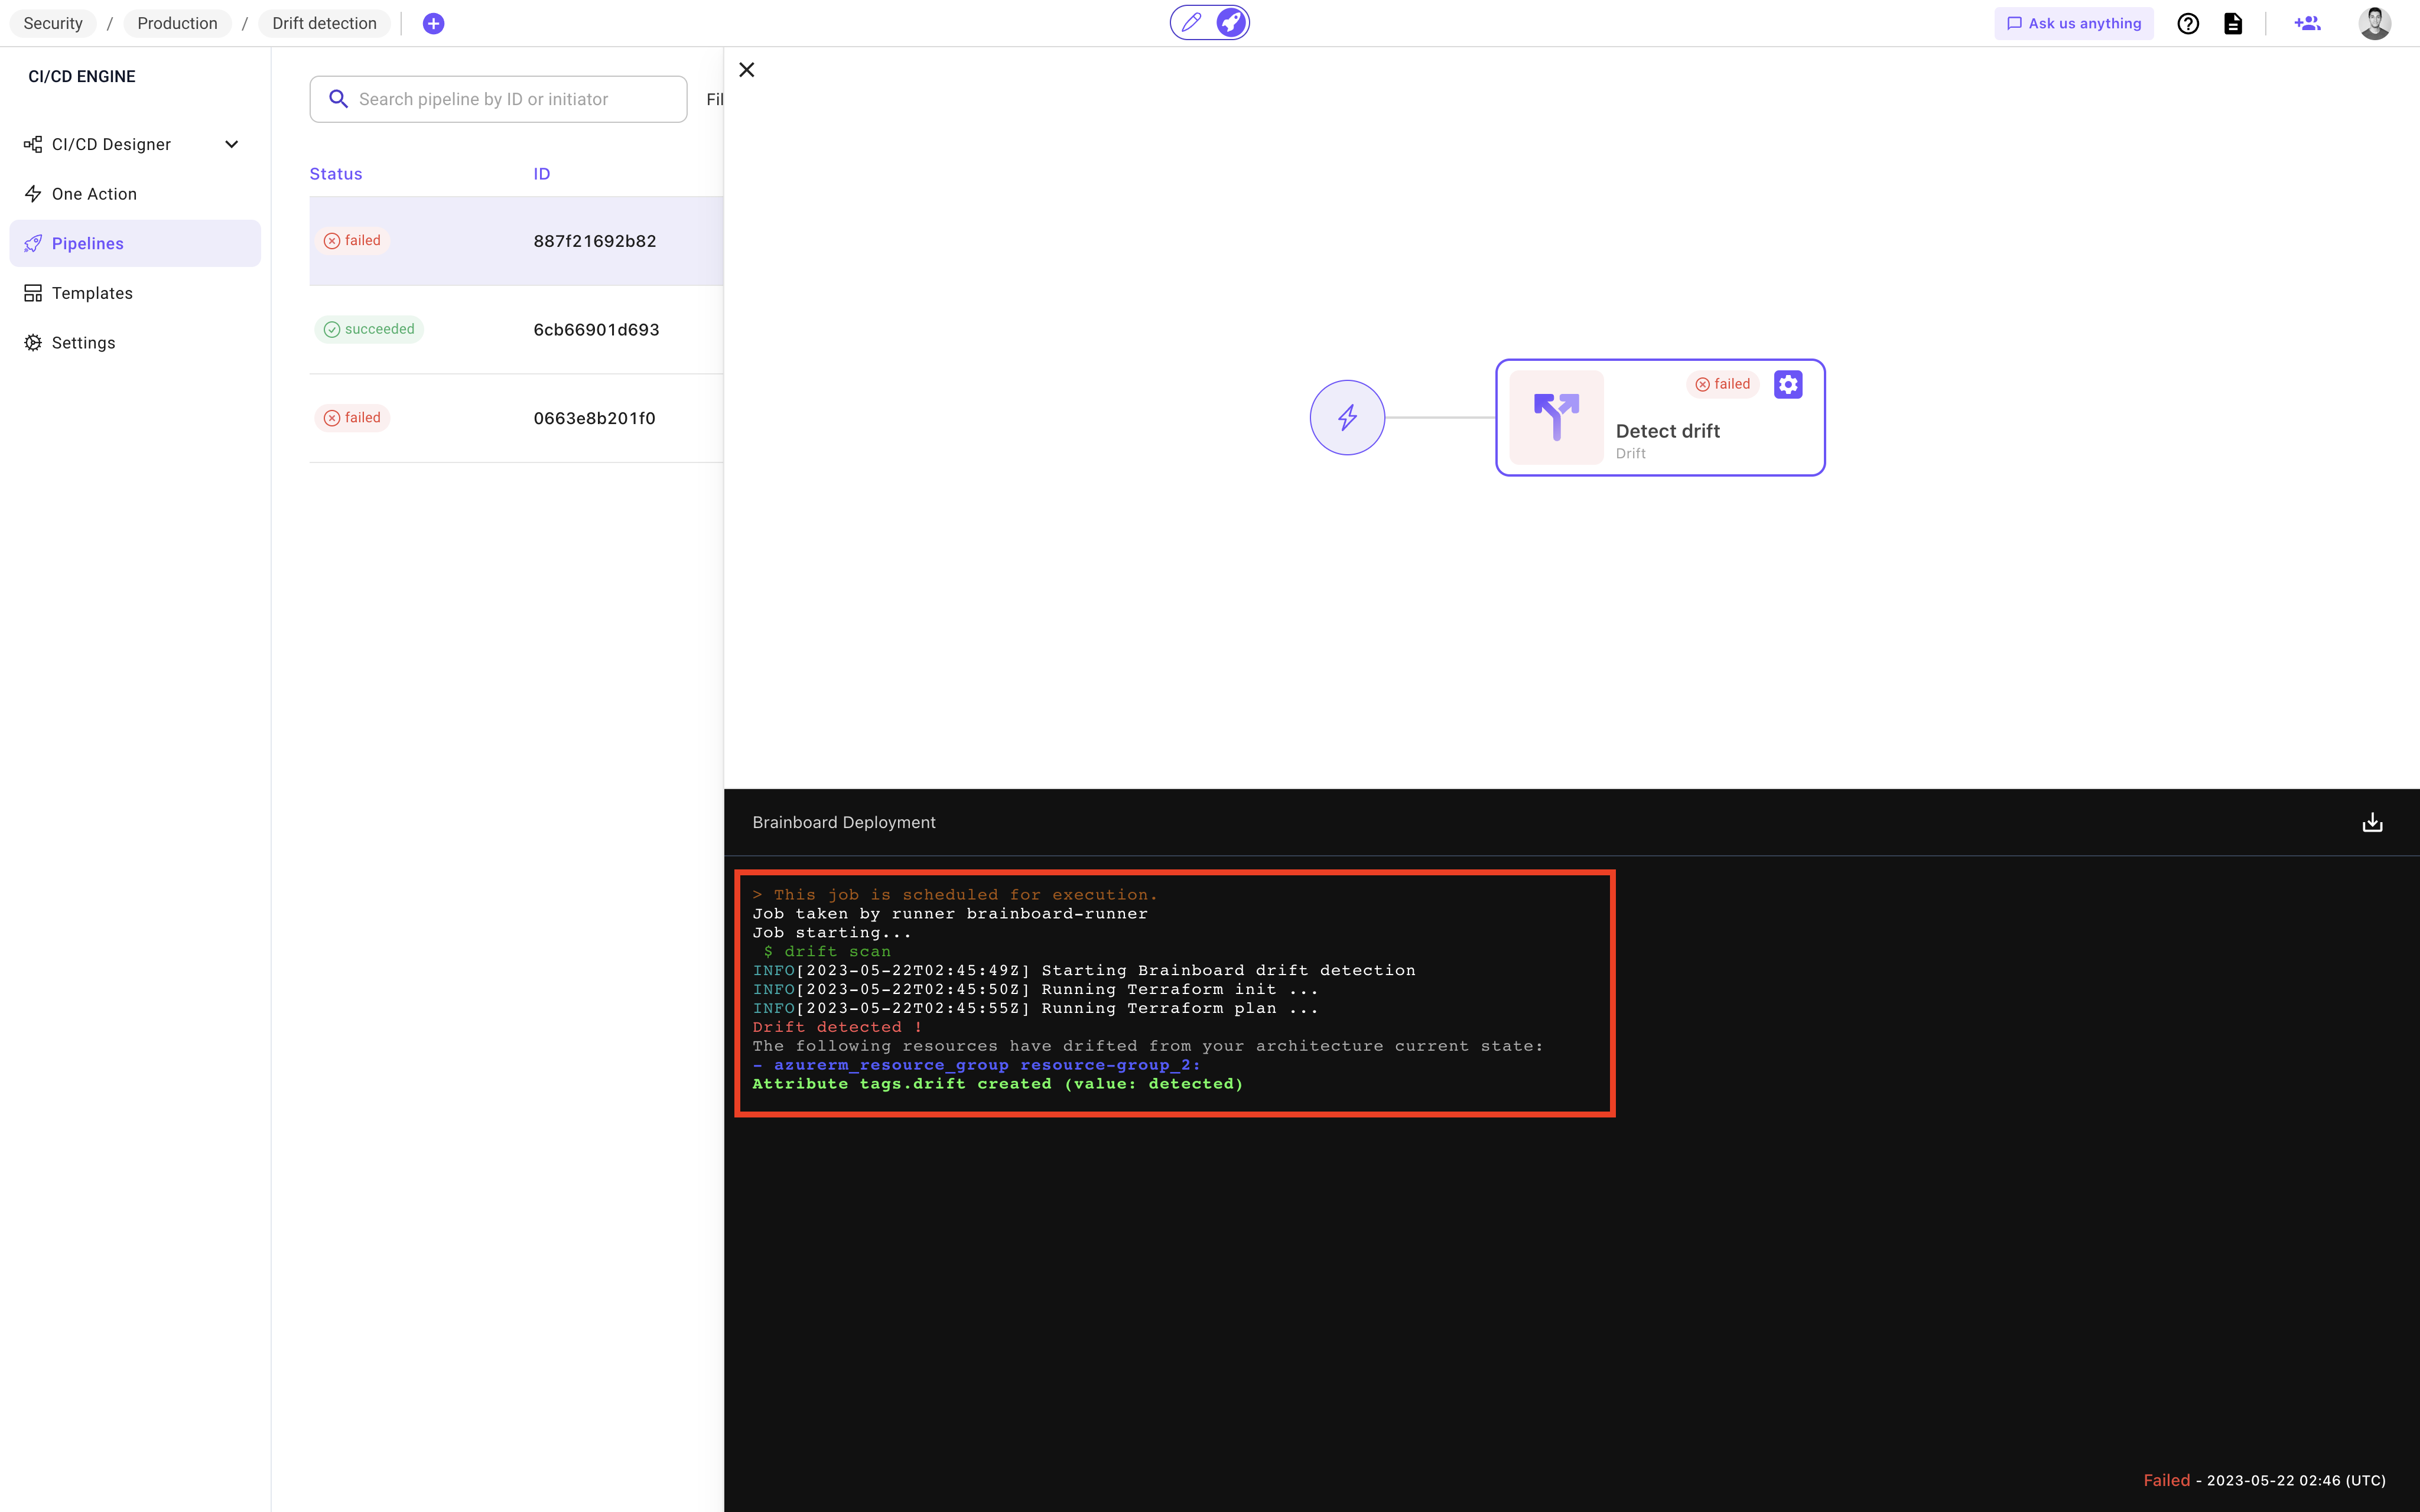 Security / Production / Drift detection
Ask us anything
CI/CD ENGINE
CI/CD Designer
One Action
Pipelines
Templates
Settings
Search pipeline by ID or initiator
Fil
Status ID
failed 887f21692b82
succeeded 6cb66901d693
failed 0663e8b201f0
failed
Detect drift
Drift
Brainboard Deployment
> This job is scheduled for execution.
Job taken by runner brainboard-runner
Job starting...
$ drift scan
INFO[2023-05-22T02:45:49Z] Starting Brainboard drift detection
INFO[2023-05-22T02:45:50Z] Running Terraform init ...
INFO[2023-05-22T02:45:55Z] Running Terraform plan ...
Drift detected !
The following resources have drifted from your architecture current state:
- azurerm_resource_group resource-group_2:
Attribute tags.drift created (value: detected)
Failed - 2023-05-22 02:46 (UTC)